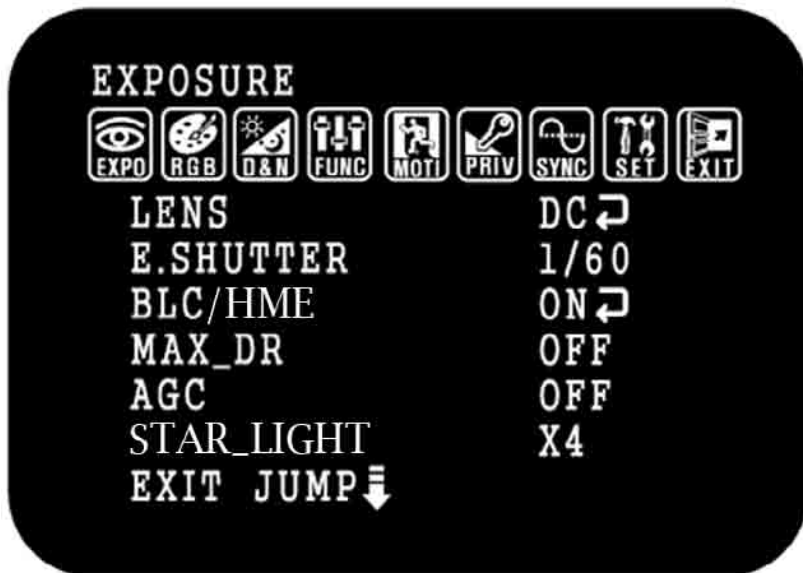 EXPOSURE
EXPO RGB D&N FUNC MOTI PRIV SYNC SET EXIT
LENS DC
E.SHUTTER 1/60
BLC/HME ON
MAX_DR OFF
AGC OFF
STAR_LIGHT X4
EXIT JUMP